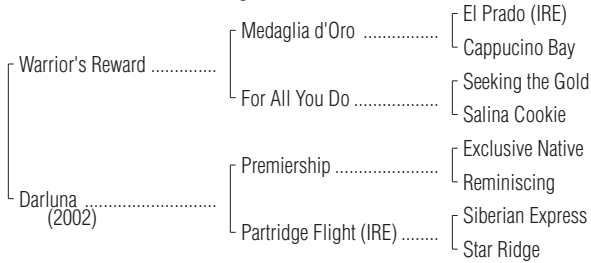 El Prado (IRE)
Medaglia d'Oro ................
Cappucino Bay
Warrior's Reward ..............
Seeking the Gold
For All You Do ..................
Salina Cookie
Exclusive Native
Premiership ......................
Reminiscing
Darluna ............................
(2002)
Siberian Express
Partridge Flight (IRE) ........
Star Ridge